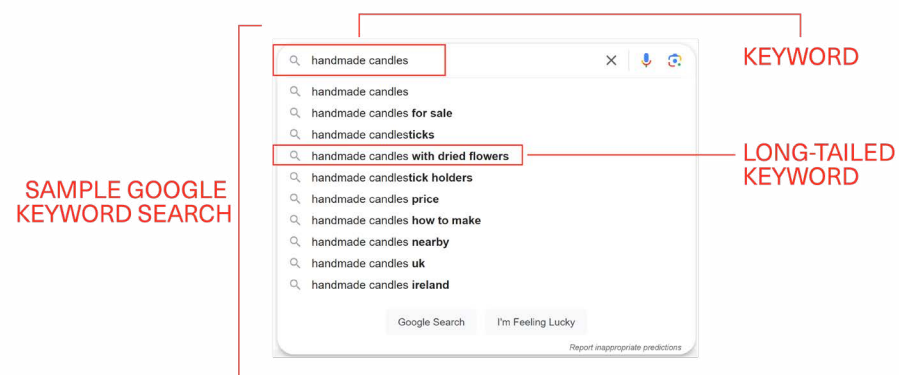 handmade candles
handmade candles
handmade candles for sale
handmade candlesticks
handmade candles with dried flowers
handmade candlestick holders
handmade candles price
handmade candles how to make
handmade candles nearby
handmade candles uk
handmade candles ireland
Google Search
I'm Feeling Lucky
Report inappropriate predictions
SAMPLE GOOGLE
KEYWORD SEARCH
KEYWORD
LONG-TAILED
KEYWORD